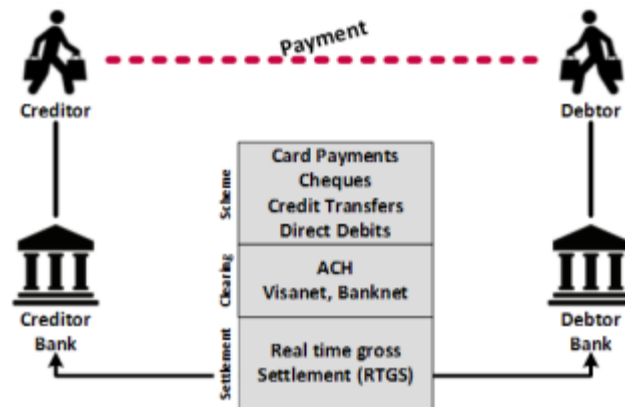 Payment
Creditor
Debtor
Scheme
Card Payments
Cheques
Credit Transfers
Direct Debits
Clearing
ACH
Visanet, Banknet
Creditor
Bank
Debtor
Bank
Settlement
Real time gross
Settlement (RTGS)